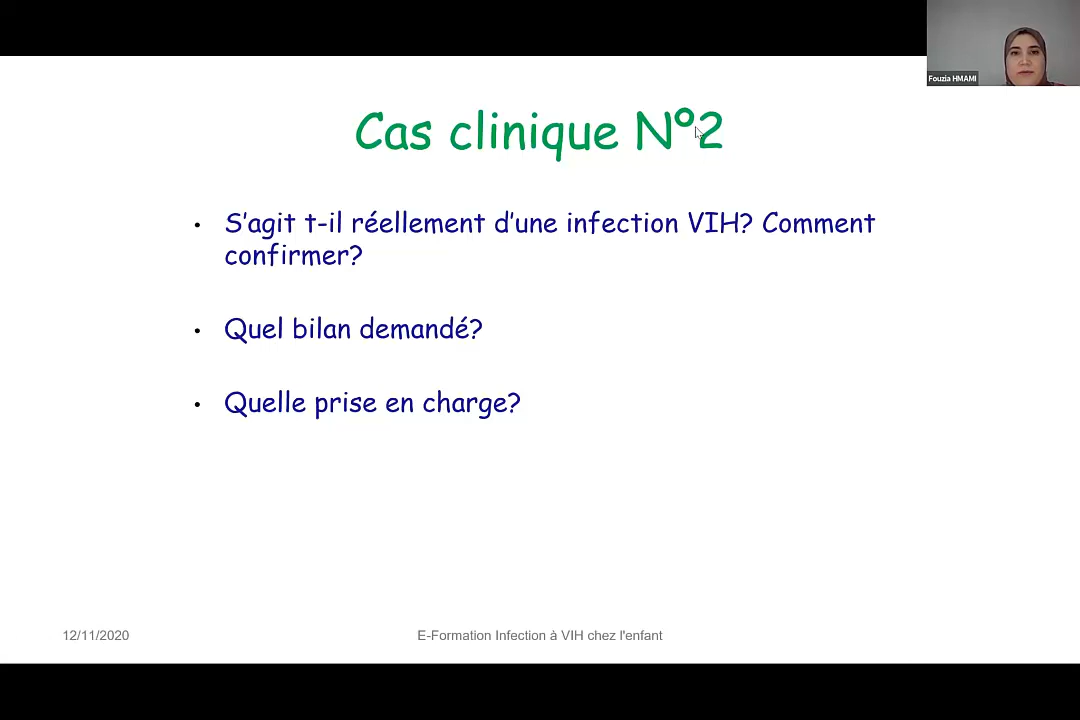 Fouzia HMAMI
Cas clinique N°2
• S'agit t-il réellement d'une infection VIH? Comment
confirmer?
• Quel bilan demandé?
• Quelle prise en charge?
12/11/2020
E-Formation Infection à VIH chez l'enfant